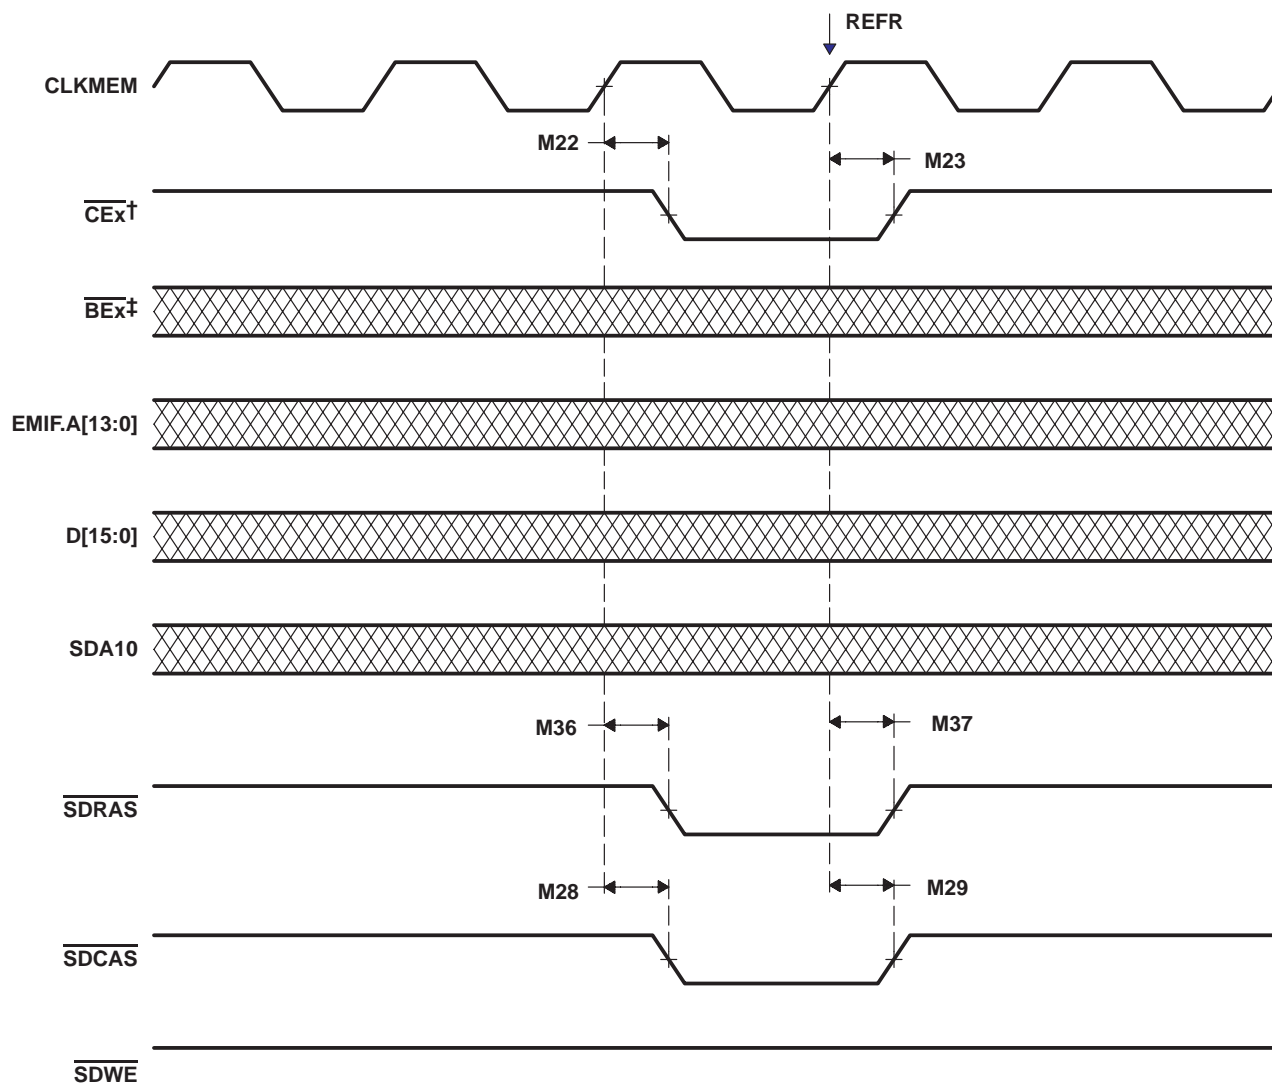 REFR
CLKMEM
M22
M23
CEx†
BEx‡
EMIF.A[13:0]
D[15:0]
SDA10
M36
M37
SDRAS
M28
M29
SDCAS
SDWE